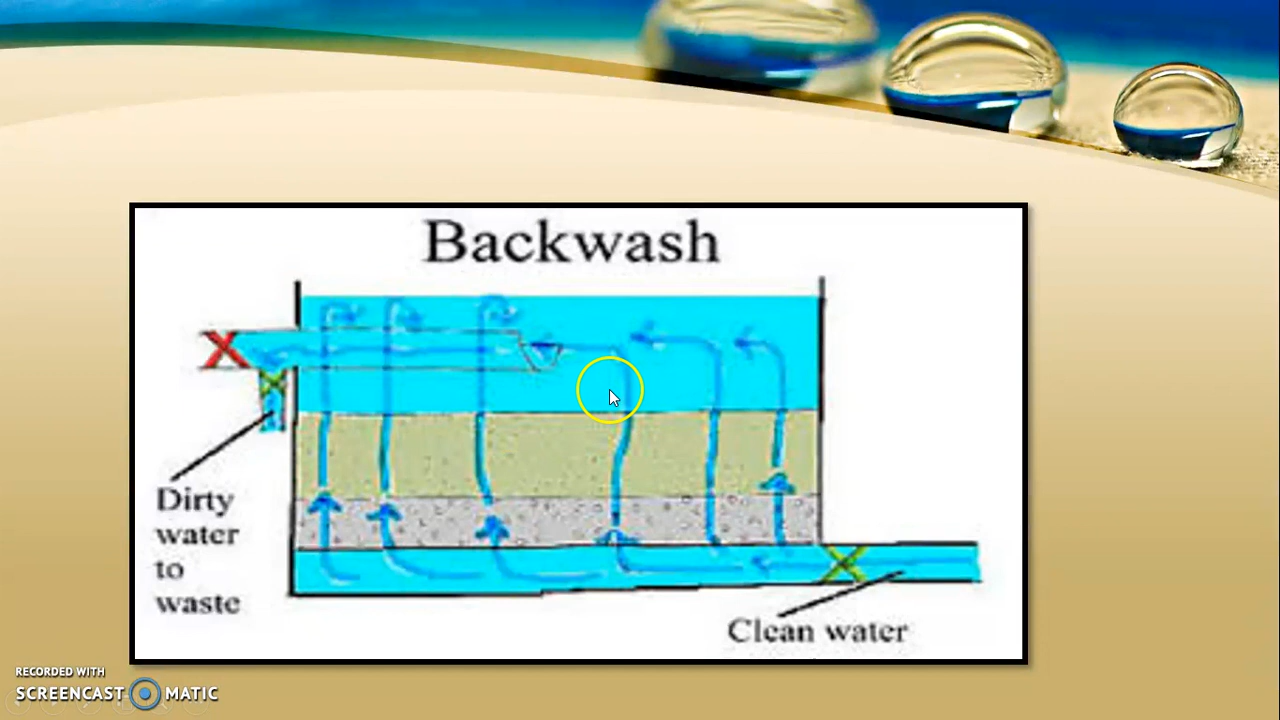 Backwash
X
Dirty
water
to
waste
Clean water
RECORDED WITH
SCREENCAST MATIC